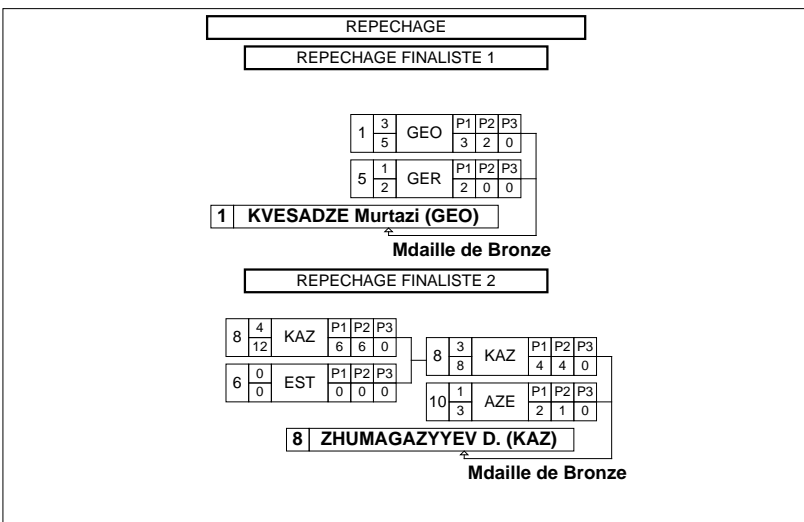 REPECHAGE
REPECHAGE FINALISTE 1
1 3 GEO P1 P2 P3
5 3 2 0
5 1 GER P1 P2 P3
2 2 0 0
1 KVESADZE Murtazi (GEO)
Mdaille de Bronze
REPECHAGE FINALISTE 2
8 4 KAZ P1 P2 P3
12 6 6 0
6 0 EST P1 P2 P3
0 0 0 0
8 3 KAZ P1 P2 P3
8 4 4 0
10 1 AZE P1 P2 P3
3 2 1 0
8 ZHUMAGAZYYEV D. (KAZ)
Mdaille de Bronze